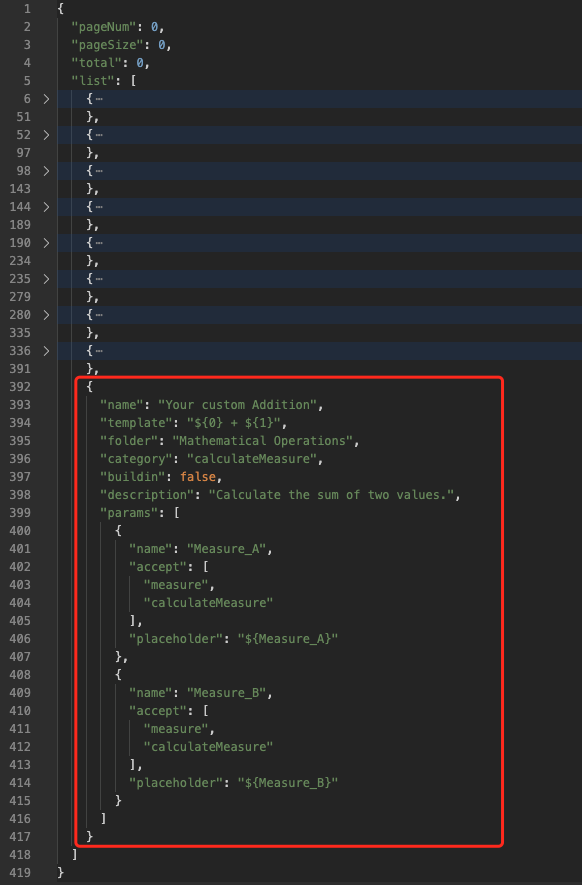 1 {
2 "pageNum": 0,
3 "pageSize": 0,
4 "total": 0,
5 "list": [
6 > {⋯
51 },
52 > {⋯
97 },
98 > {⋯
143 },
144 > {⋯
189 },
190 > {⋯
234 },
235 > {⋯
279 },
280 > {⋯
335 },
336 > {⋯
391 },
392 {
393 "name": "Your custom Addition",
394 "template": "${0} + ${1}",
395 "folder": "Mathematical Operations",
396 "category": "calculateMeasure",
397 "buildin": false,
398 "description": "Calculate the sum of two values.",
399 "params": [
400 {
401 "name": "Measure_A",
402 "accept": [
403 "measure",
404 "calculateMeasure"
405 ],
406 "placeholder": "${Measure_A}"
407 },
408 {
409 "name": "Measure_B",
410 "accept": [
411 "measure",
412 "calculateMeasure"
413 ],
414 "placeholder": "${Measure_B}"
415 }
416 ]
417 }
418 ]
419 }